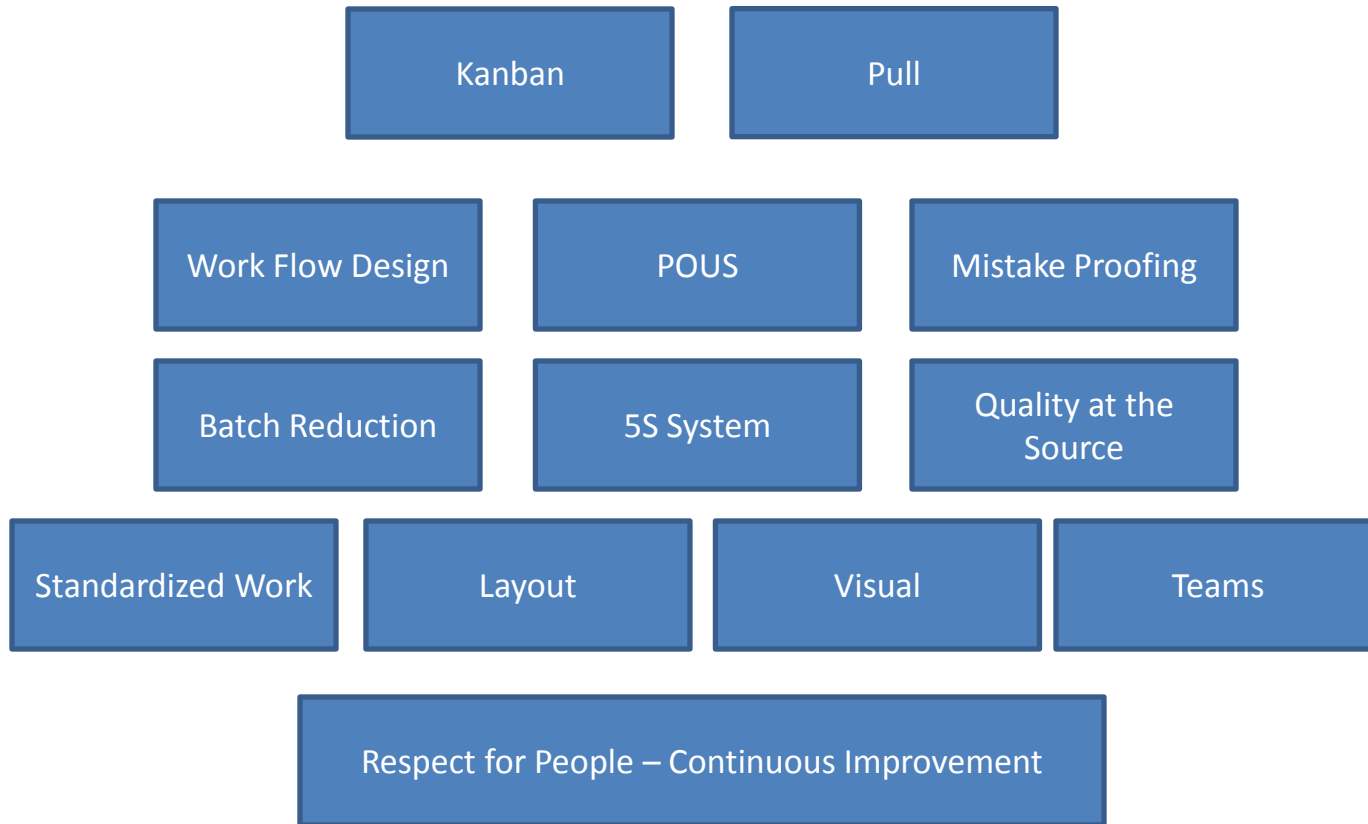 Kanban
Pull
Work Flow Design
POUS
Mistake Proofing
Batch Reduction
5S System
Quality at the
Source
Standardized Work
Layout
Visual
Teams
Respect for People – Continuous Improvement